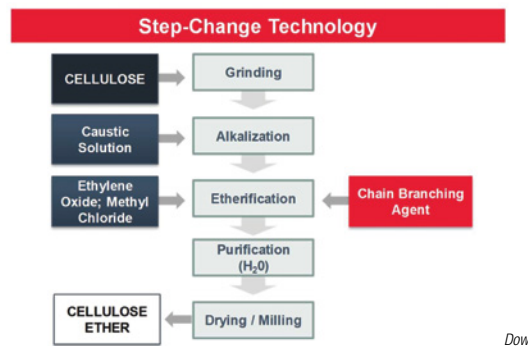 Step-Change Technology
CELLULOSE
Grinding
Caustic
Solution
Alkalization
Ethylene
Oxide; Methyl
Chloride
Etherification
Chain Branching
Agent
Purification
(H₂0)
CELLULOSE
ETHER
Drying / Milling
Dow